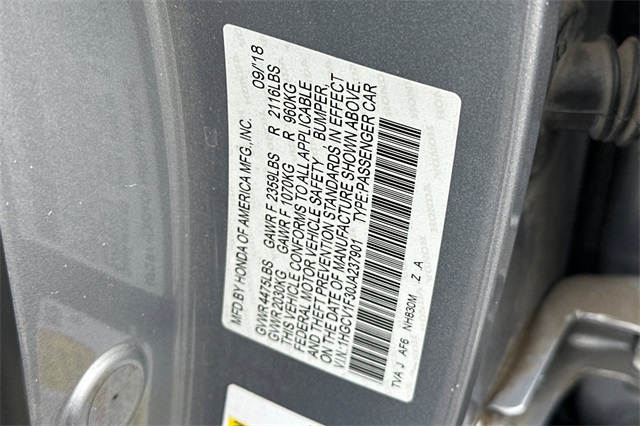 MFD BY HONDA OF AMERICA MFG.,INC. 09/'18
GVWR 4475LBS GAWR F 2359LBS R 2116LBS
GVWR 2030KG GAWR F 1070KG R 960KG
THIS VEHICLE CONFORMS TO ALL APPLICABLE
FEDERAL MOTOR VEHICLE SAFETY , BUMPER,
AND THEFT PREVENTION STANDARDS IN EFFECT
ON THE DATE OF MANUFACTURE SHOWN ABOVE.
V.I.N.:1HGCV1F30JA237901 TYPE:PASSENGER CAR
TVA J AF6 NH830M Z A